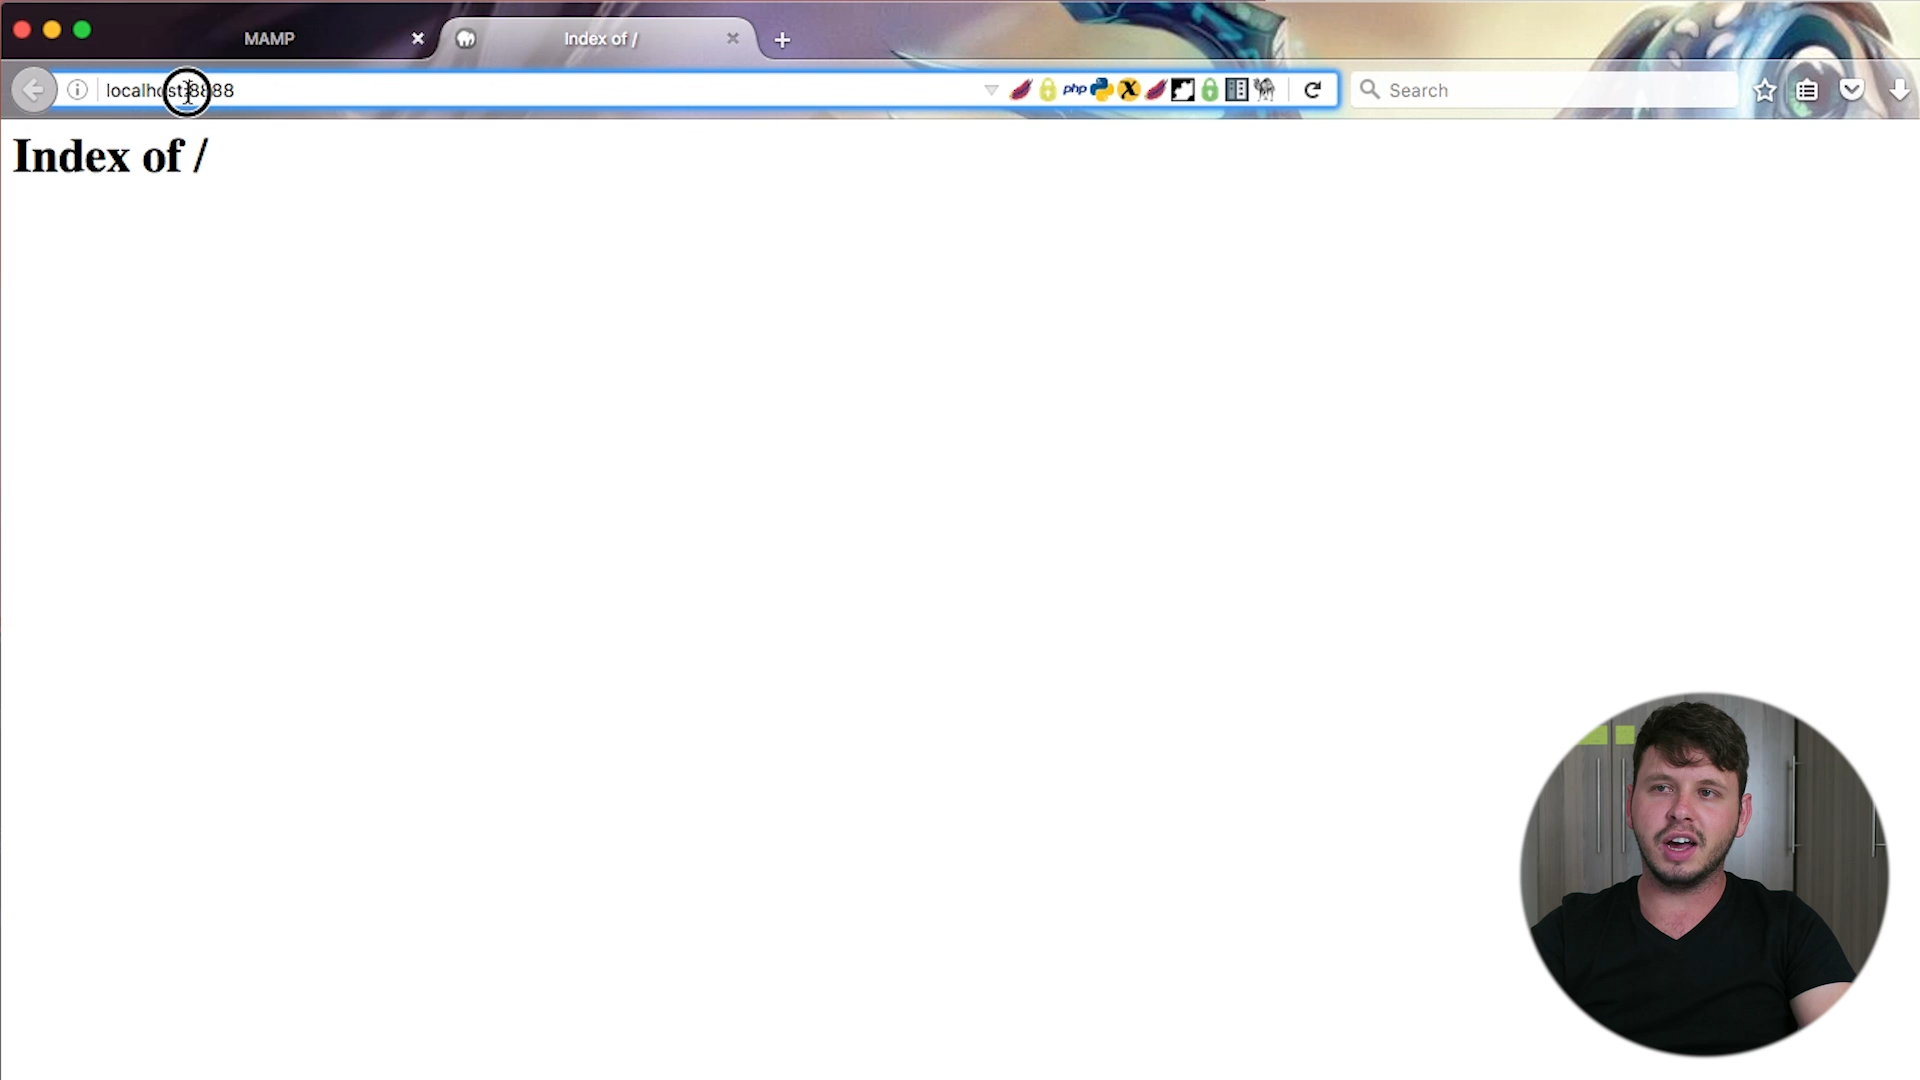 MAMP
Index of /
localhost:8888
php
Search
Index of /